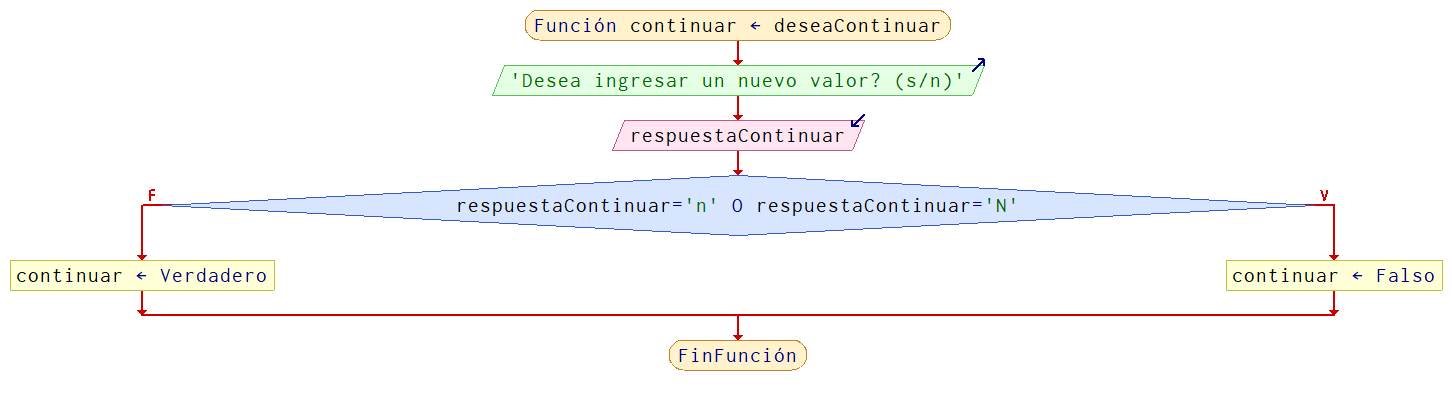 Función continuar ← deseaContinuar
'Desea ingresar un nuevo valor? (s/n)'
respuestaContinuar
F
V
respuestaContinuar='n' O respuestaContinuar='N'
continuar ← Verdadero
continuar ← Falso
FinFunción